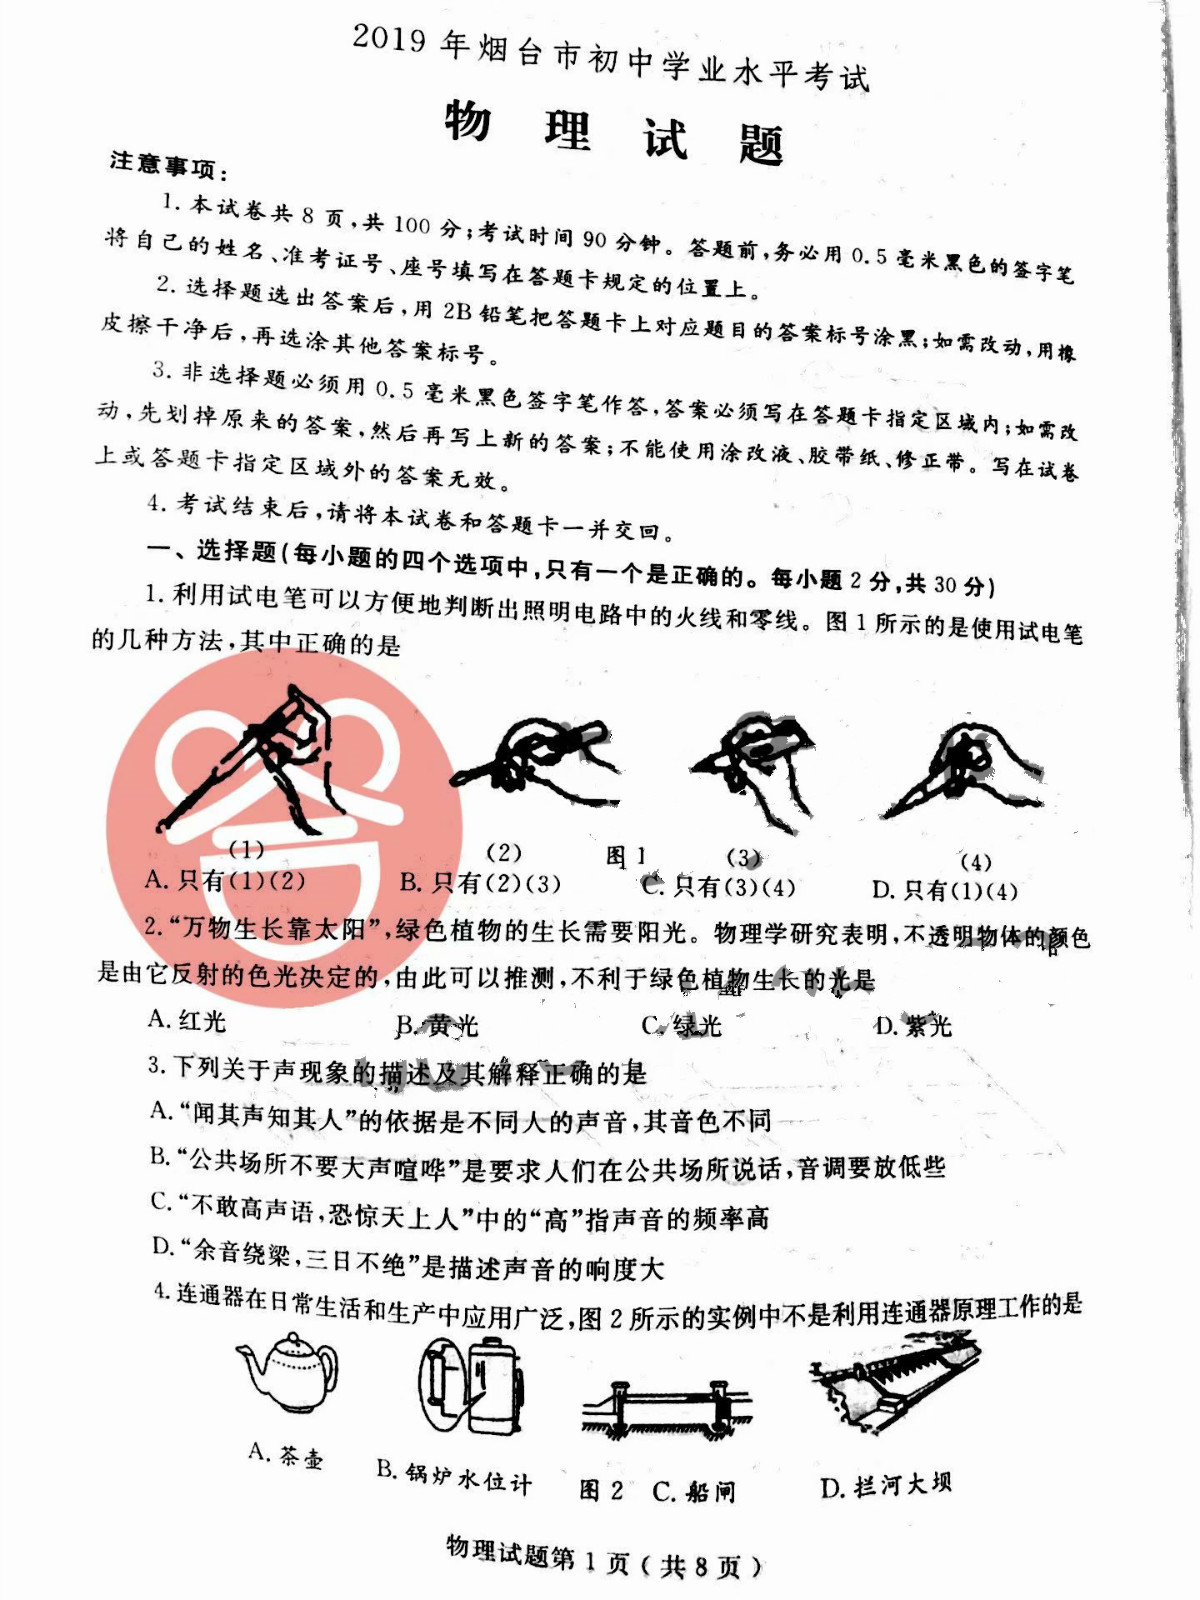 2019年烟台市初中学业水平考试
物 理 试 题
注意事项:
1.本试卷共8页,共100分;考试时间90分钟。答题前,务必用0.5毫米黑色的签字笔
将自己的姓名、准考证号、座号填写在答题卡规定的位置上。
2.选择题选出答案后,用2B铅笔把答题卡上对应题目的答案标号涂黑;如需改动,用橡
皮擦干净后,再选涂其他答案标号。
3.非选择题必须用0.5毫米黑色签字笔作答,答案必须写在答题卡指定区域内;如需改
动,先划掉原来的答案,然后再写上新的答案;不能使用涂改液、胶带纸、修正带。写在试卷
上或答题卡指定区域外的答案无效。
4.考试结束后,请将本试卷和答题卡一并交回。
一、选择题(每小题的四个选项中,只有一个是正确的。每小题2分,共30分)
1.利用试电笔可以方便地判断出照明电路中的火线和零线。图1所示的是使用试电笔
的几种方法,其中正确的是
(1) (2) 图1 (3) (4)
A.只有(1)(2) B.只有(2)(3) C.只有(3)(4) D.只有(1)(4)
2.“万物生长靠太阳”,绿色植物的生长需要阳光。物理学研究表明,不透明物体的颜色
是由它反射的色光决定的,由此可以推测,不利于绿色植物生长的光是
A.红光 B.黄光 C.绿光 D.紫光
3.下列关于声现象的描述及其解释正确的是
A.“闻其声知其人”的依据是不同人的声音,其音色不同
B.“公共场所不要大声喧哗”是要求人们在公共场所说话,音调要放低些
C.“不敢高声语,恐惊天上人”中的“高”指声音的频率高
D.“余音绕梁,三日不绝”是描述声音的响度大
4.连通器在日常生活和生产中应用广泛,图2所示的实例中不是利用连通器原理工作的是
A.茶壶 B.锅炉水位计 图2 C.船闸 D.拦河大坝
物理试题第1页(共8页)
答